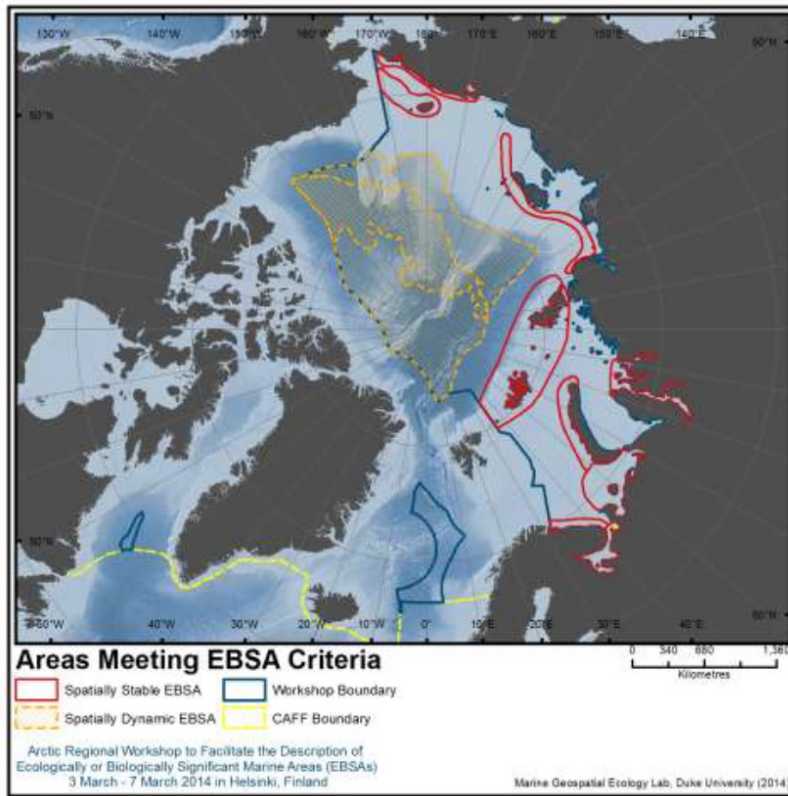 130°W 160°W 170°W 180° 170°E 160°E 150°E 140°E
50°N
50°N
60°W 40°W 30°W 20°W 10°W 0° 10°E 20°E 30°E 40°E
Areas Meeting EBSA Criteria
0 340 680 1,360
Kilometres
Spatially Stable EBSA
Workshop Boundary
Spatially Dynamic EBSA
CAFF Boundary
Arctic Regional Workshop to Facilitate the Description of
Ecologically or Biologically Significant Marine Areas (EBSAs)
3 March - 7 March 2014 in Helsinki, Finland
Marine Geospatial Ecology Lab, Duke University (2014)